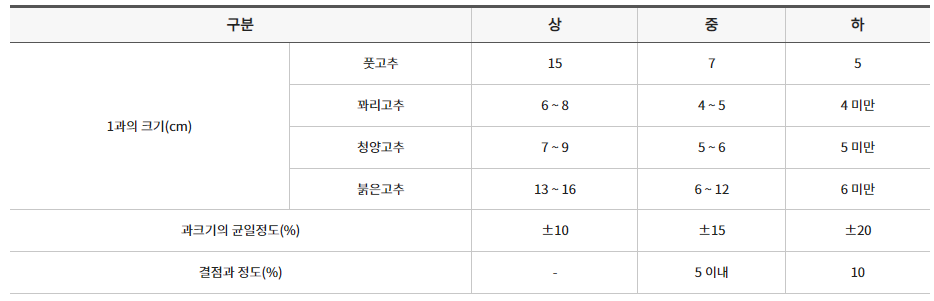 구분 상 중 하
1과의 크기(cm) 풋고추 15 7 5
꽈리고추 6 ~ 8 4 ~ 5 4 미만
청양고추 7 ~ 9 5 ~ 6 5 미만
붉은고추 13 ~ 16 6 ~ 12 6 미만
과크기의 균일정도(%) ±10 ±15 ±20
결점과 정도(%) - 5 이내 10